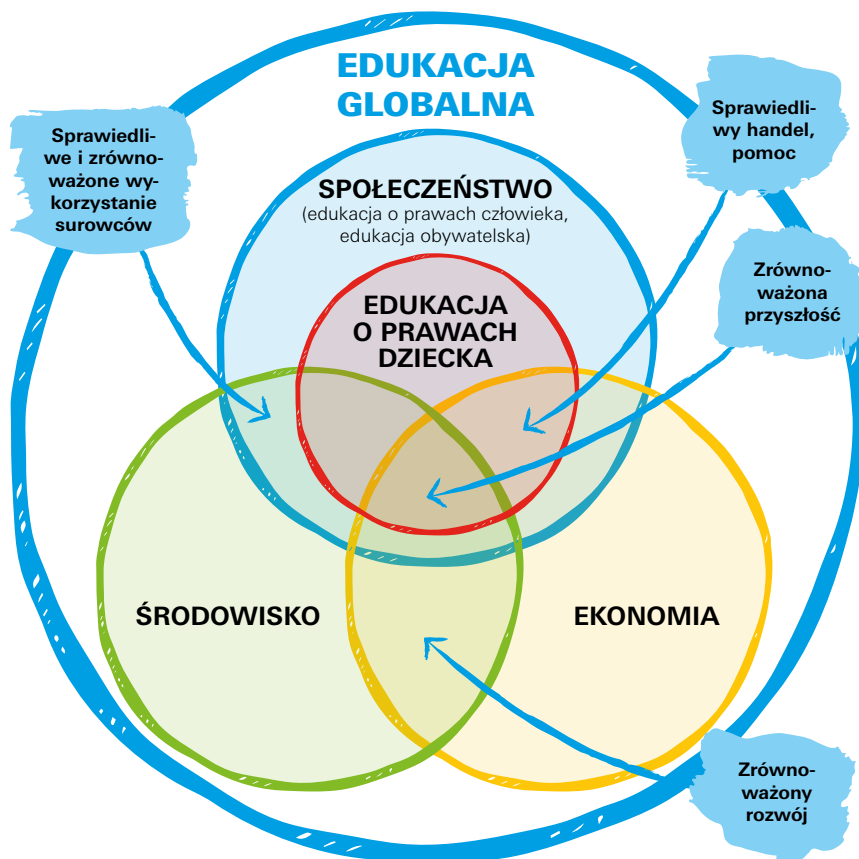 EDUKACJA
GLOBALNA
Sprawiedli-
we i zrówno-
ważone wy-
korzystanie
surowców
Sprawiedli-
wy handel,
pomoc
SPOŁECZEŃSTWO
(edukacja o prawach człowieka,
edukacja obywatelska)
Zrówno-
ważona
przyszłość
EDUKACJA
O PRAWACH
DZIECKA
ŚRODOWISKO
EKONOMIA
Zrówno-
ważony
rozwój